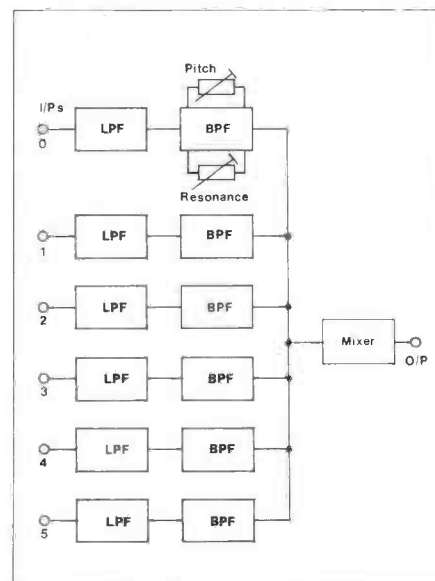 Pitch
I/Ps
LPF
BPF
0
Resonance
LPF
BPF
1
LPF
BPF
2
Mixer
O/P
LPF
BPF
3
LPF
BPF
4
LPF
BPF
5